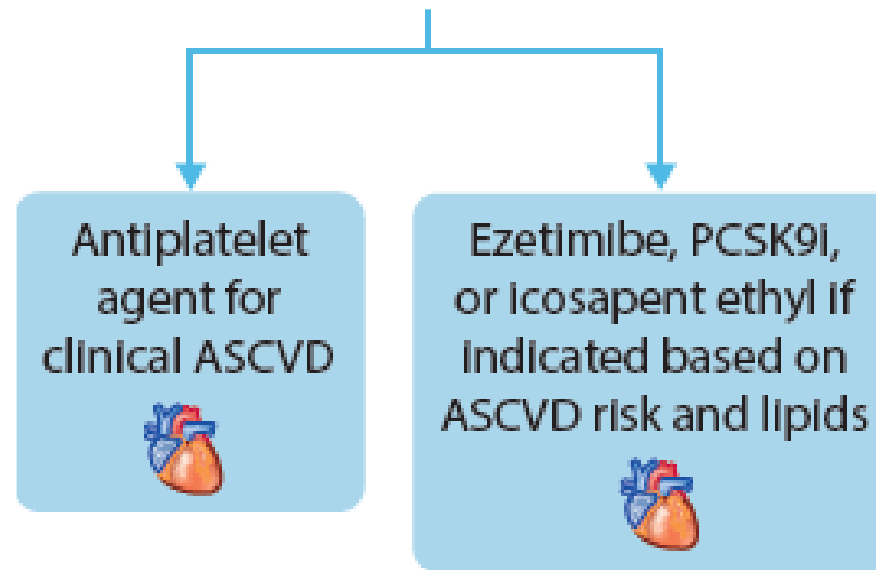 Antiplatelet
agent for
clinical ASCVD
Ezetimibe, PCSK9i,
or icosapent ethyl if
indicated based on
ASCVD risk and lipids